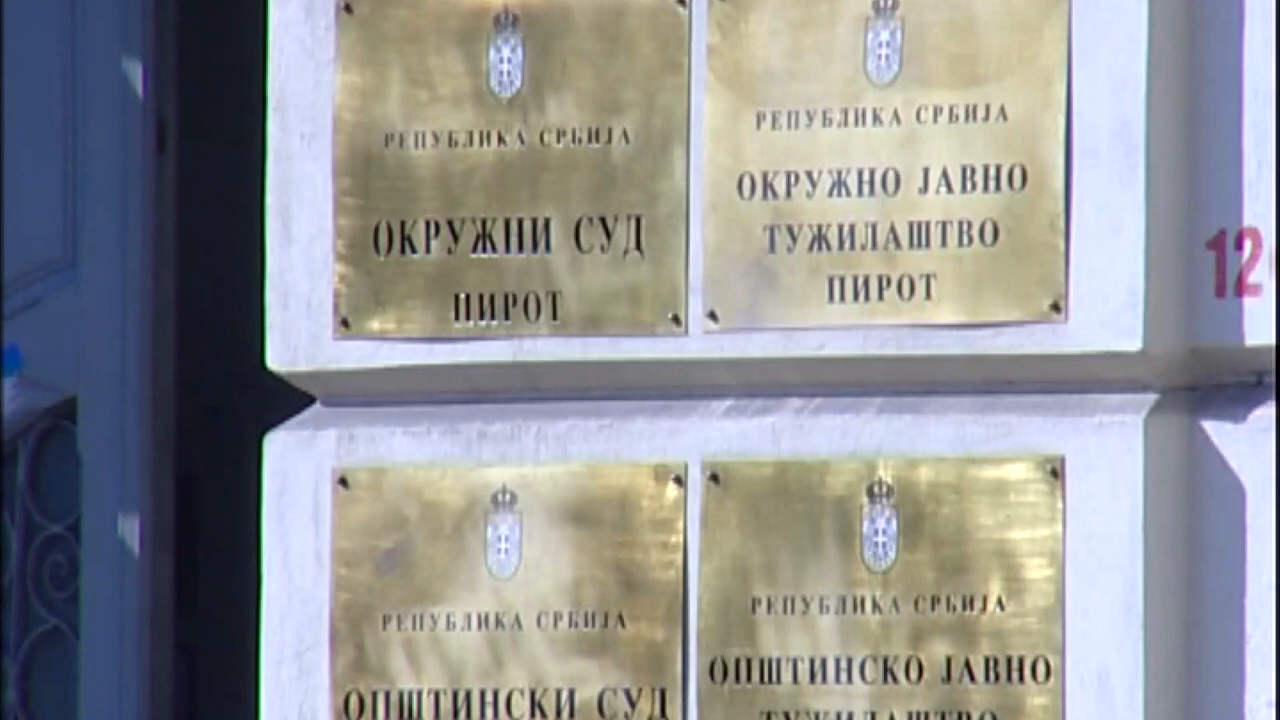 РЕПУБЛИКА СРБИЈА
ОКРУЖНИ СУД
ПИРОТ
РЕПУБЛИКА СРБИЈА
ОКРУЖНО ЈАВНО
ТУЖИЛАШТВО
ПИРОТ
12
РЕПУБЛИКА СРБИЈА
ОПШТИНСКИ СУД
РЕПУБЛИКА СРБИЈА
ОПШТИНСКО ЈАВНО
ТУЖИЛАШТВО